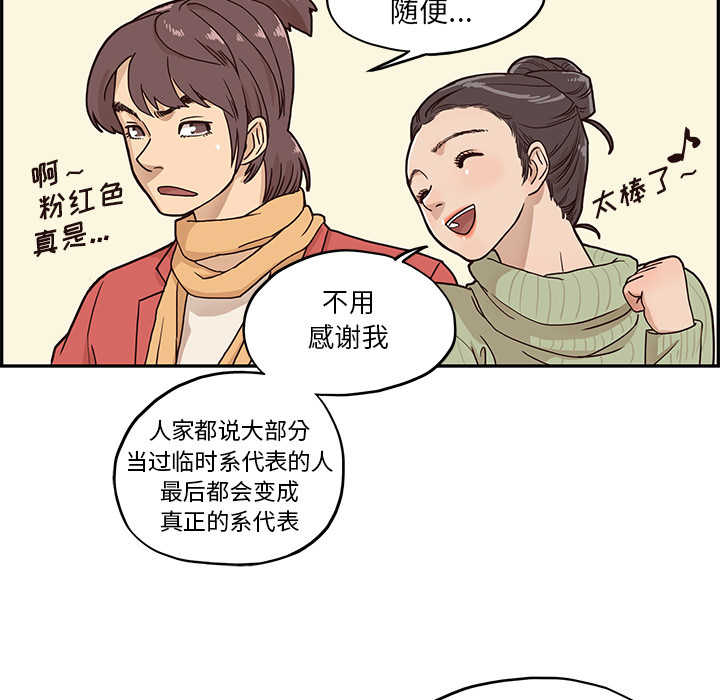 随便...
啊~
粉红色
真是...
太棒了~
不用
感谢我
人家都说大部分
当过临时系代表的人
最后都会变成
真正的系代表